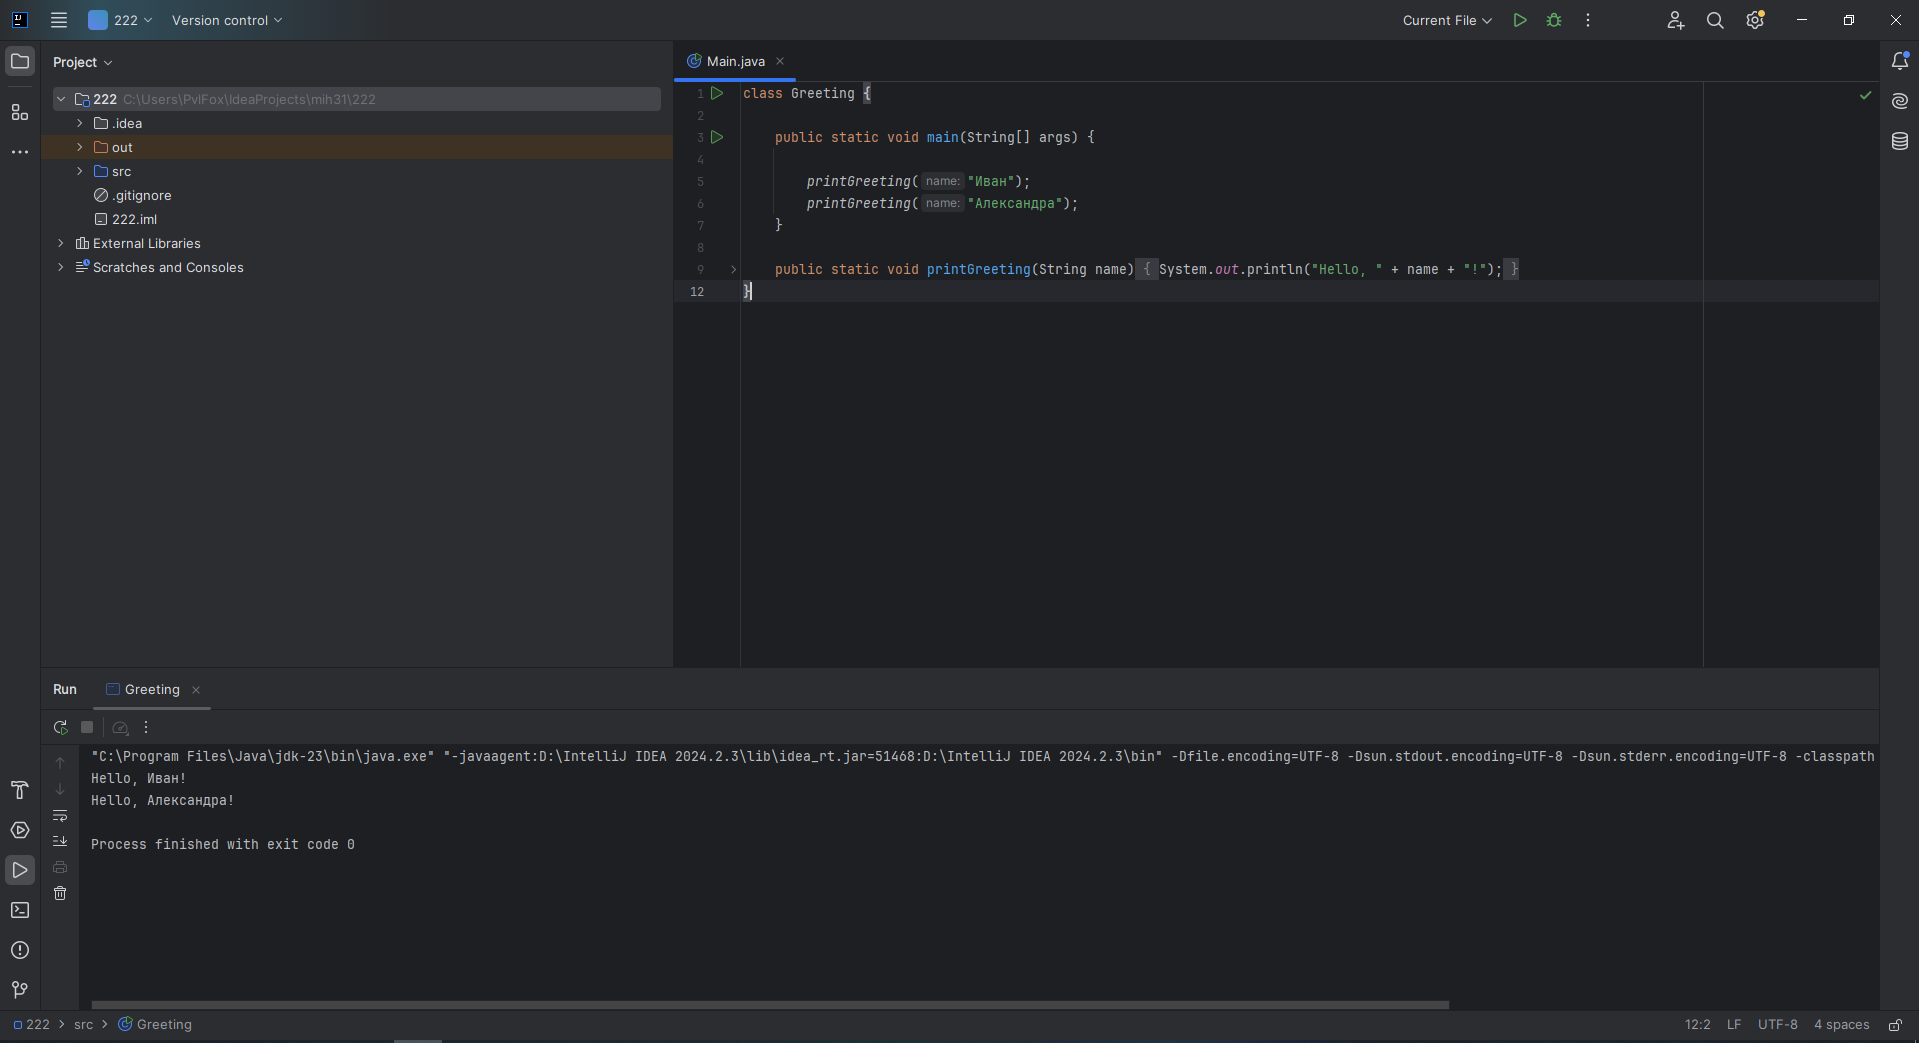 222 Version control Current File
Project
222 C:\Users\PvlFox\IdeaProjects\mih31\222
.idea
out
src
.gitignore
222.iml
External Libraries
Scratches and Consoles
Main.java
1 class Greeting {
2
3 public static void main(String[] args) {
4
5 printGreeting( name: "Иван");
6 printGreeting( name: "Александра");
7 }
8
9 public static void printGreeting(String name) { System.out.println("Hello, " + name + "!"); }
12 }
Run Greeting
"C:\Program Files\Java\jdk-23\bin\java.exe" "-javaagent:D:\IntelliJ IDEA 2024.2.3\lib\idea_rt.jar=51468:D:\IntelliJ IDEA 2024.2.3\bin" -Dfile.encoding=UTF-8 -Dsun.stdout.encoding=UTF-8 -Dsun.stderr.encoding=UTF-8 -classpath
Hello, Иван!
Hello, Александра!
Process finished with exit code 0
222 src Greeting 12:2 LF UTF-8 4 spaces